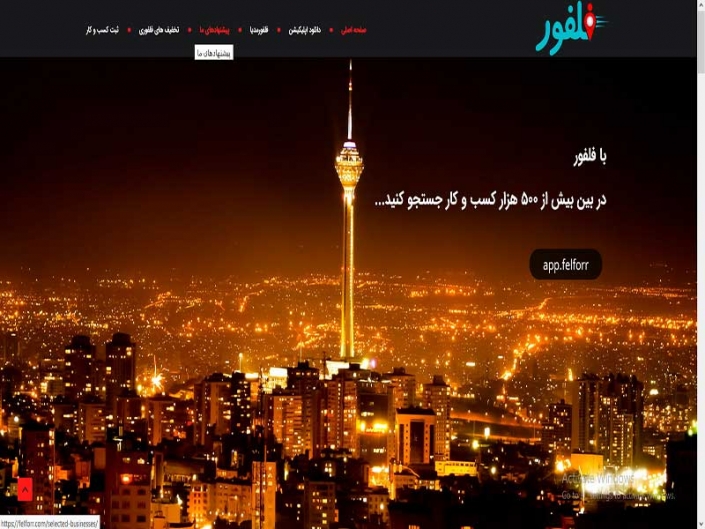 فلفور
صفحه اصلی • دانلود اپلیکیشن • فلفورمدیا • پیشنهادهای ما • تخفیف های فلفوری • ثبت کسب و کار
پیشنهادهای ما
با فلفور
در بین بیش از ۵۰۰ هزار کسب و کار جستجو کنید...
app.felforr
Activate Windows
Go to Settings to activate Windows.
https://felforr.com/selected-businesses/